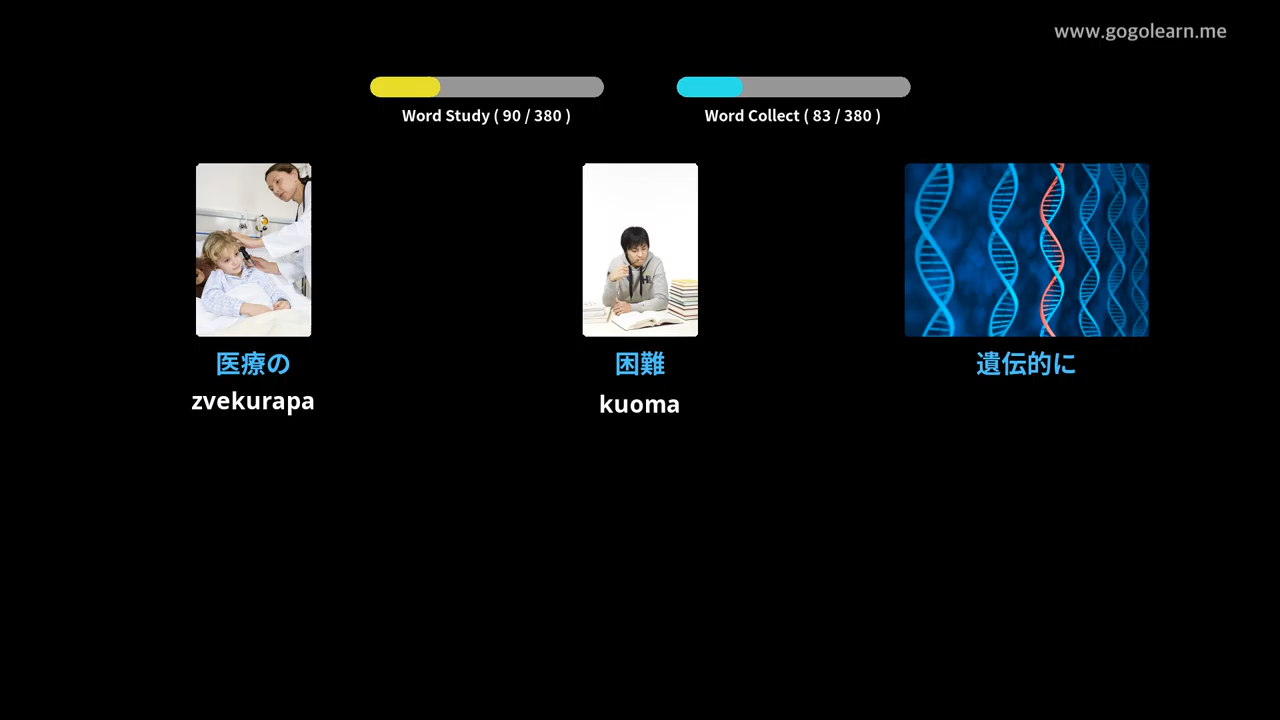 www.gogolearn.me
Word Study ( 90 / 380 )
Word Collect ( 83 / 380 )
医療の
困難
遺伝的に
zvekurapa
kuoma